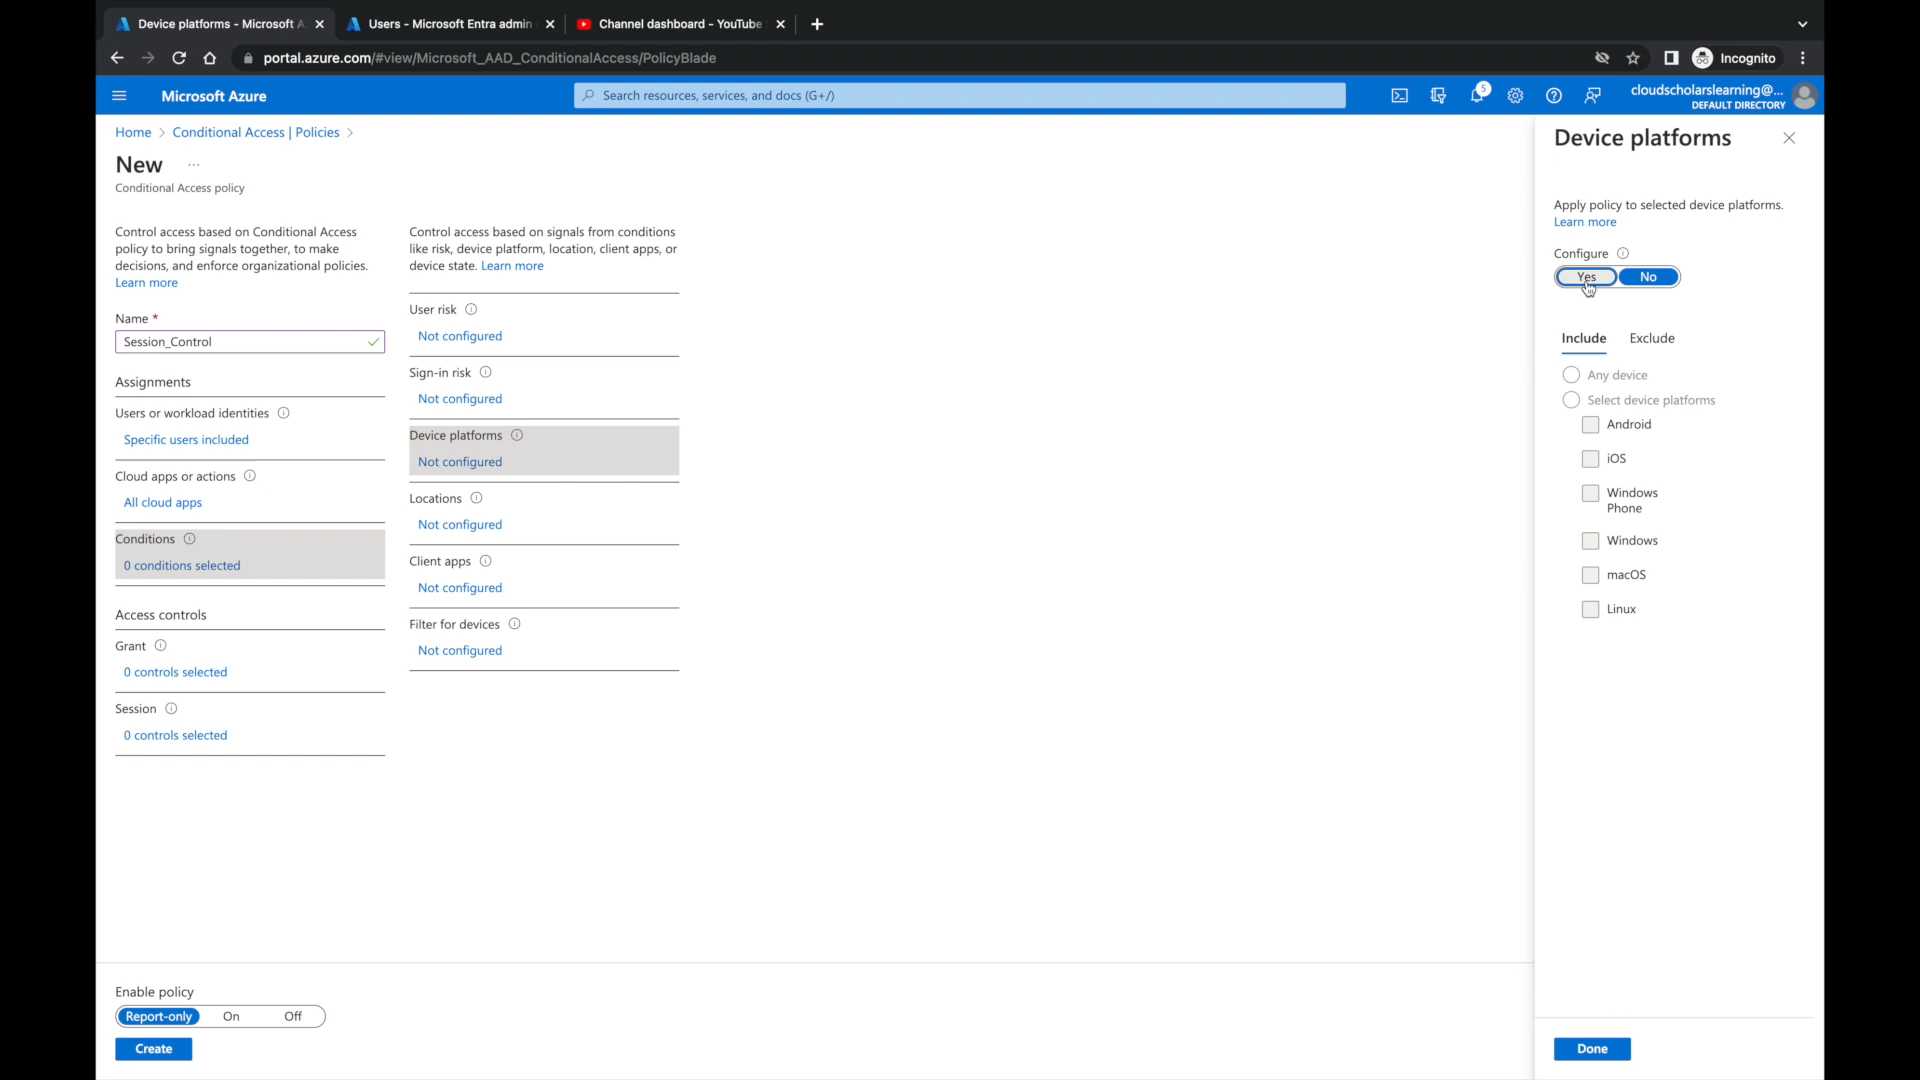 Device platforms - Microsoft A
Users - Microsoft Entra admin
Channel dashboard - YouTube
portal.azure.com/#view/Microsoft_AAD_ConditionalAccess/PolicyBlade
Incognito
Microsoft Azure
Search resources, services, and docs (G+/)
5
cloudscholarslearning@...
DEFAULT DIRECTORY
Home > Conditional Access | Policies >
New ...
Conditional Access policy
Control access based on Conditional Access
policy to bring signals together, to make
decisions, and enforce organizational policies.
Learn more
Name *
Session_Control
Assignments
Users or workload identities
Specific users included
Cloud apps or actions
All cloud apps
Conditions
0 conditions selected
Access controls
Grant
0 controls selected
Session
0 controls selected
Control access based on signals from conditions
like risk, device platform, location, client apps, or
device state. Learn more
User risk
Not configured
Sign-in risk
Not configured
Device platforms
Not configured
Locations
Not configured
Client apps
Not configured
Filter for devices
Not configured
Enable policy
Report-only On Off
Create
Device platforms
Apply policy to selected device platforms.
Learn more
Configure
Yes No
Include Exclude
Any device
Select device platforms
Android
iOS
Windows
Phone
Windows
macOS
Linux
Done